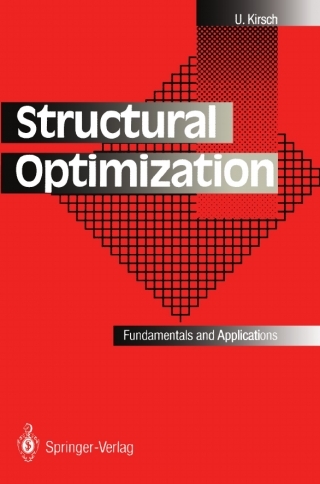 U. Kirsch
Structural
Optimization
Fundamentals and Applications
Springer-Verlag